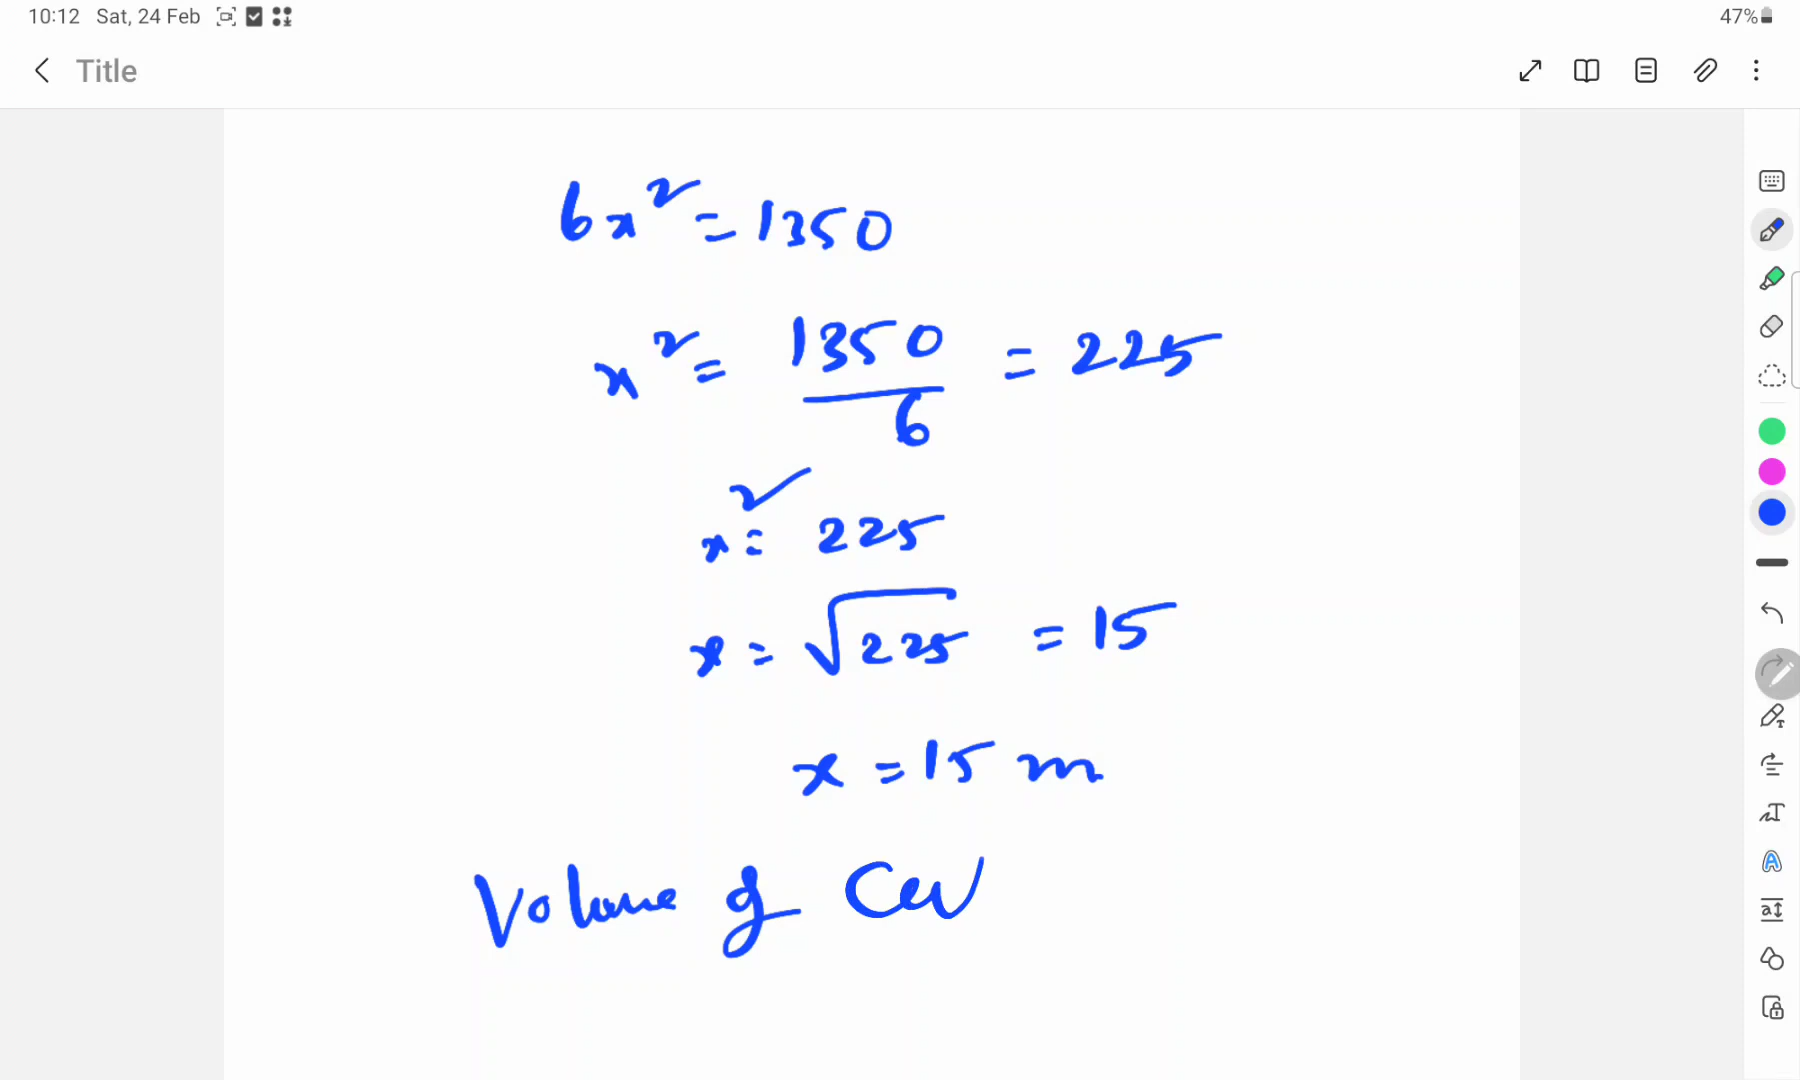 10:12 Sat, 24 Feb 47%
Title
6x² = 1350
x² = 1350/6 = 225
x² = 225
x = √225 = 15
x = 15 m
Volume of